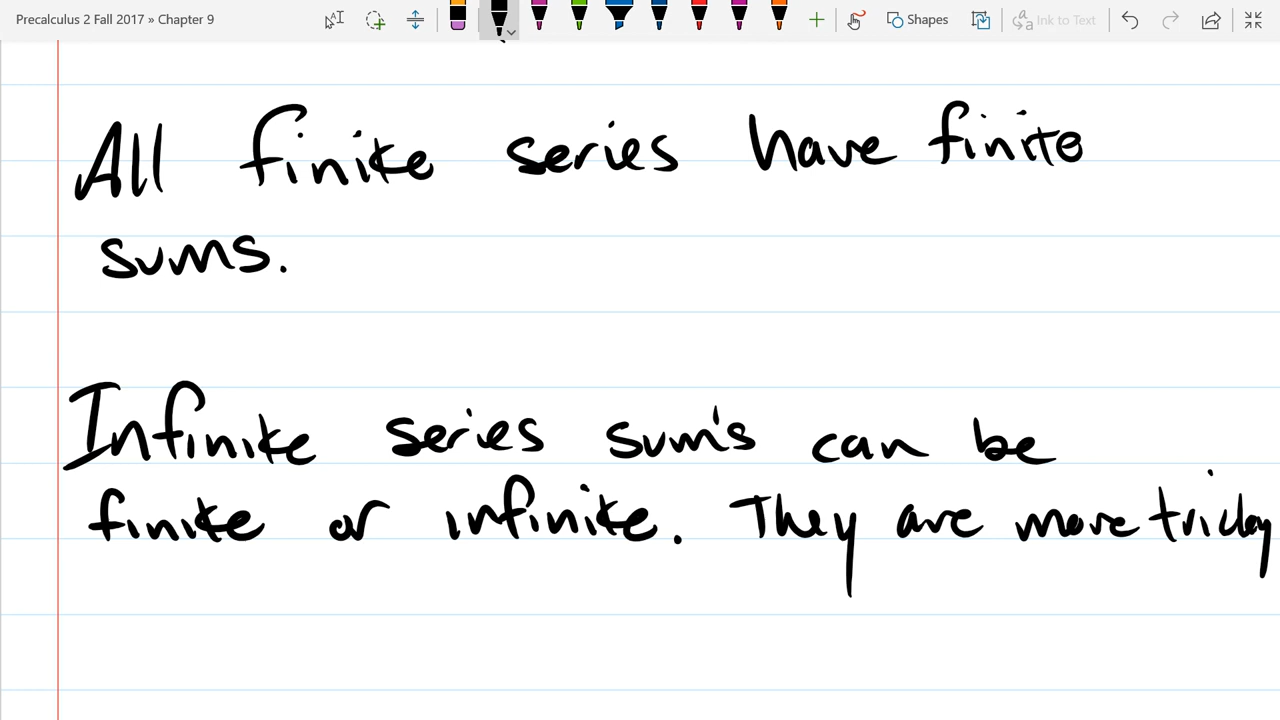 Precalculus 2 Fall 2017 » Chapter 9
Shapes
Ink to Text
All finite series have finite
sums.
Infinite series sum's can be
finite or infinite. They are more tricky